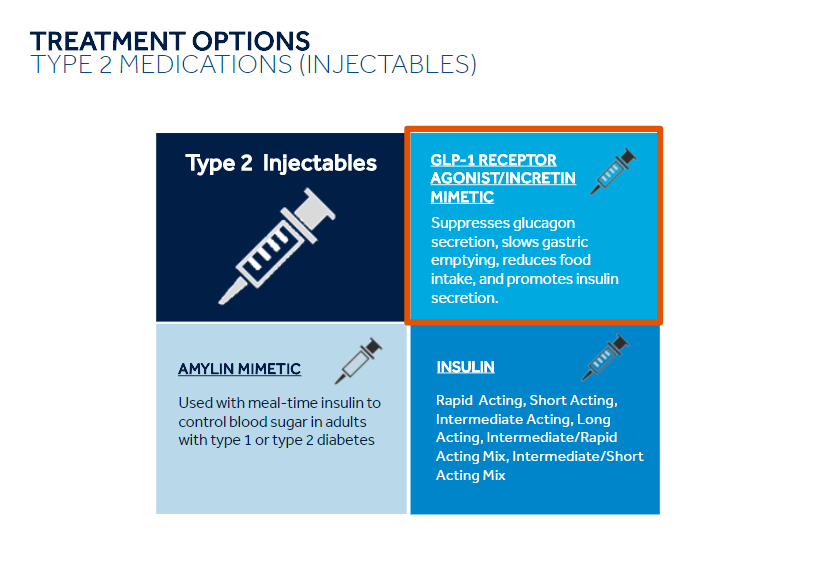 TREATMENT OPTIONS
TYPE 2 MEDICATIONS (INJECTABLES)
Type 2 Injectables
GLP-1 RECEPTOR
AGONIST/INCRETIN
MIMETIC
Suppresses glucagon
secretion, slows gastric
emptying, reduces food
intake, and promotes insulin
secretion.
AMYLIN MIMETIC
Used with meal-time insulin to
control blood sugar in adults
with type 1 or type 2 diabetes
INSULIN
Rapid Acting, Short Acting,
Intermediate Acting, Long
Acting, Intermediate/Rapid
Acting Mix, Intermediate/Short
Acting Mix